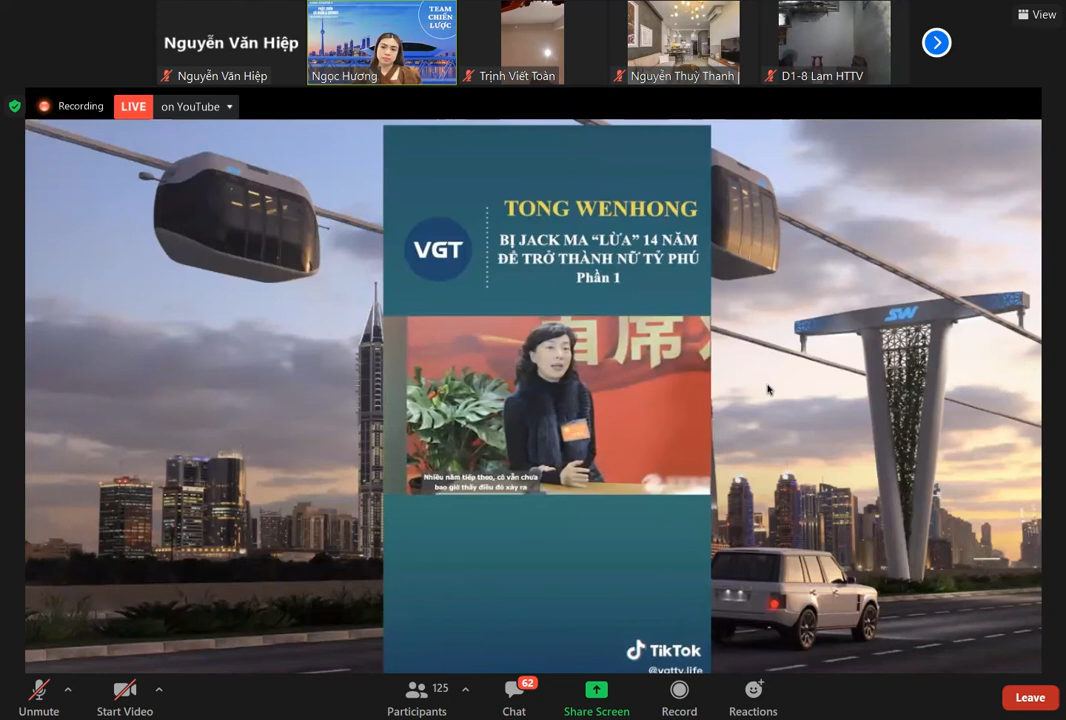 Nguyễn Văn Hiệp
Nguyễn Văn Hiệp
TEAM
CHIẾN
LƯỢC
Ngọc Hương
Trịnh Viết Toàn
Nguyễn Thuỳ Thanh
D1-8 Lam HTTV
View
Recording
LIVE
on YouTube
VGT
TONG WENHONG
BỊ JACK MA “LỪA” 14 NĂM
ĐỂ TRỞ THÀNH NỮ TỶ PHÚ
Phần 1
首席
Nhiều năm tiếp theo, cô vẫn chưa
bao giờ thấy điều đó xảy ra
SW
TikTok
@vgttv.life
Unmute
Start Video
125
Participants
62
Chat
Share Screen
Record
Reactions
Leave